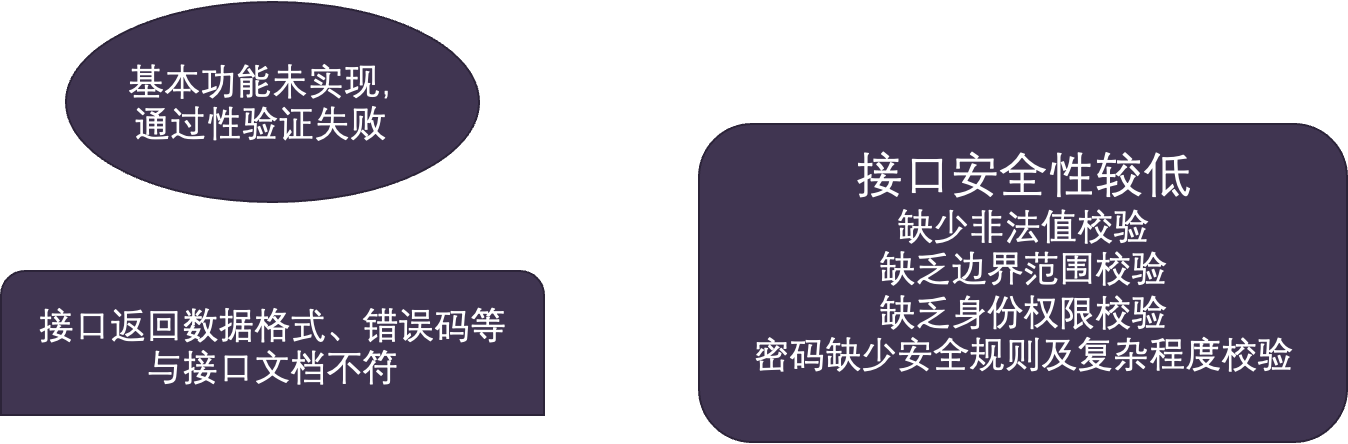 基本功能未实现,
通过性验证失败
接口返回数据格式、错误码等
与接口文档不符
接口安全性较低
缺少非法值校验
缺乏边界范围校验
缺乏身份权限校验
密码缺少安全规则及复杂程度校验